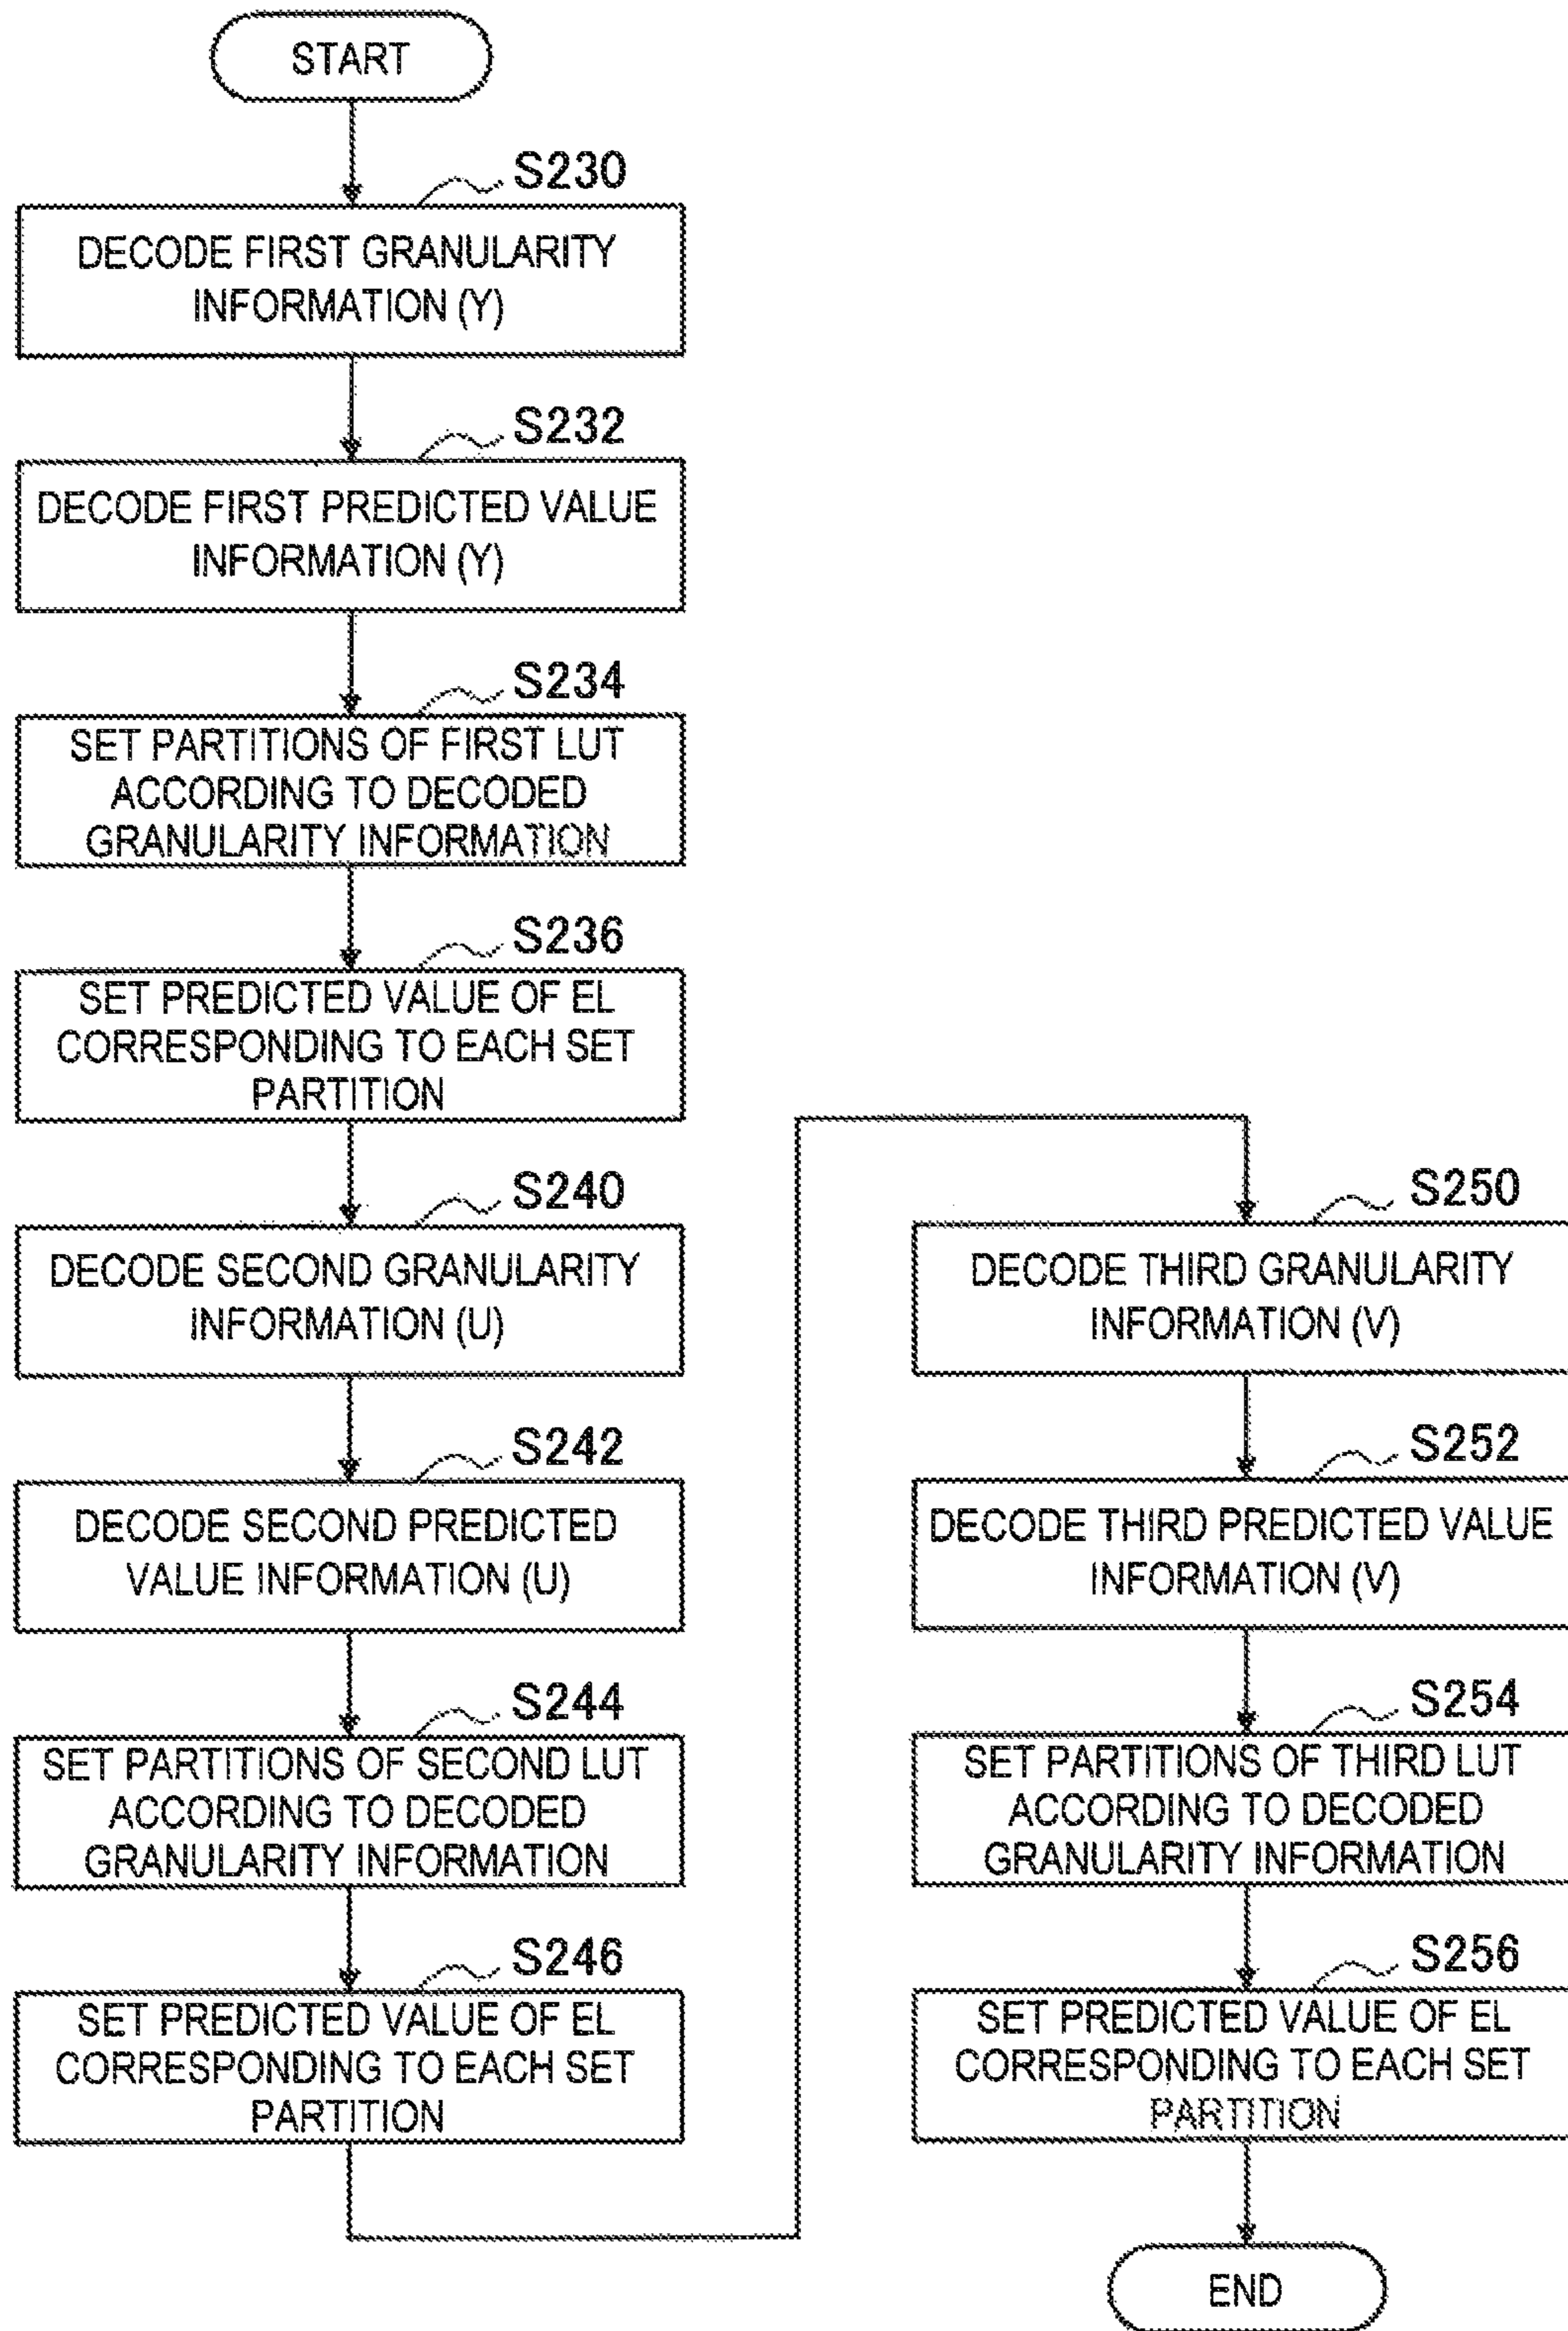 START
S230
DECODE FIRST GRANULARITY
INFORMATION (Y)
S232
DECODE FIRST PREDICTED VALUE
INFORMATION (Y)
S234
SET PARTITIONS OF FIRST LUT
ACCORDING TO DECODED
GRANULARITY INFORMATION
S236
SET PREDICTED VALUE OF EL
CORRESPONDING TO EACH SET
PARTITION
S240
DECODE SECOND GRANULARITY
INFORMATION (U)
S242
DECODE SECOND PREDICTED
VALUE INFORMATION (U)
S244
SET PARTITIONS OF SECOND LUT
ACCORDING TO DECODED
GRANULARITY INFORMATION
S246
SET PREDICTED VALUE OF EL
CORRESPONDING TO EACH SET
PARTITION
S250
DECODE THIRD GRANULARITY
INFORMATION (V)
S252
DECODE THIRD PREDICTED VALUE
INFORMATION (V)
S254
SET PARTITIONS OF THIRD LUT
ACCORDING TO DECODED
GRANULARITY INFORMATION
S256
SET PREDICTED VALUE OF EL
CORRESPONDING TO EACH SET
PARTITION
END